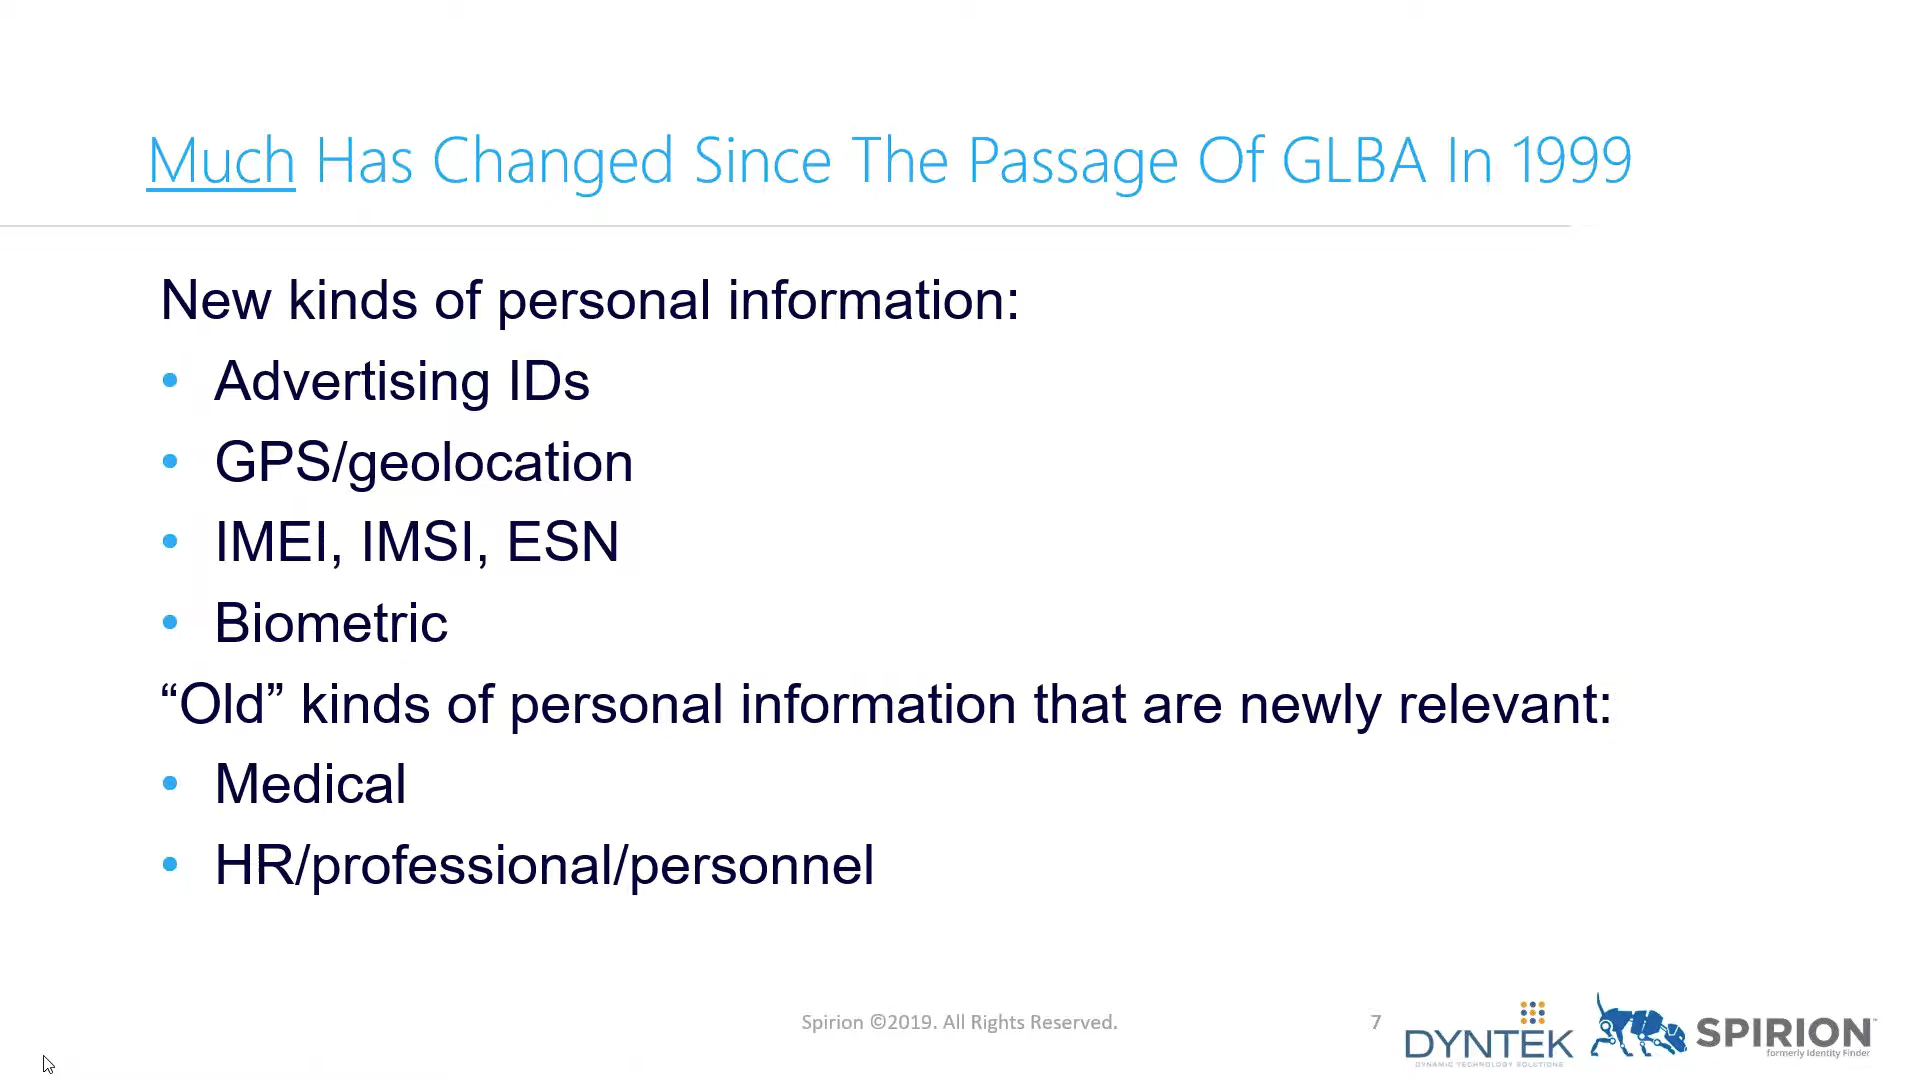 Much Has Changed Since The Passage Of GLBA In 1999
New kinds of personal information:
• Advertising IDs
• GPS/geolocation
• IMEI, IMSI, ESN
• Biometric
“Old” kinds of personal information that are newly relevant:
• Medical
• HR/professional/personnel
Spirion ©2019. All Rights Reserved.
7
DYNTEK
DYNAMIC TECHNOLOGY SOLUTIONS
SPIRION™
formerly Identity Finder